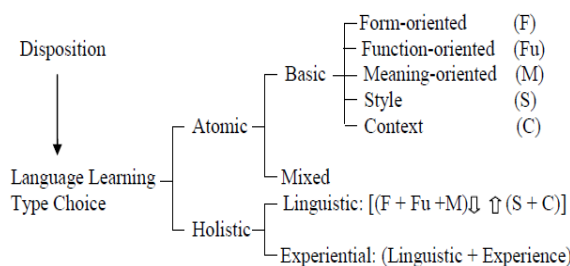 Form-oriented (F)
Disposition
Function-oriented (Fu)
Basic
Meaning-oriented (M)
Style (S)
Atomic
Context (C)
Language Learning
Type Choice
Mixed
Linguistic: [(F + Fu +M)⇩ ⇧(S + C)]
Holistic
Experiential: (Linguistic + Experience)